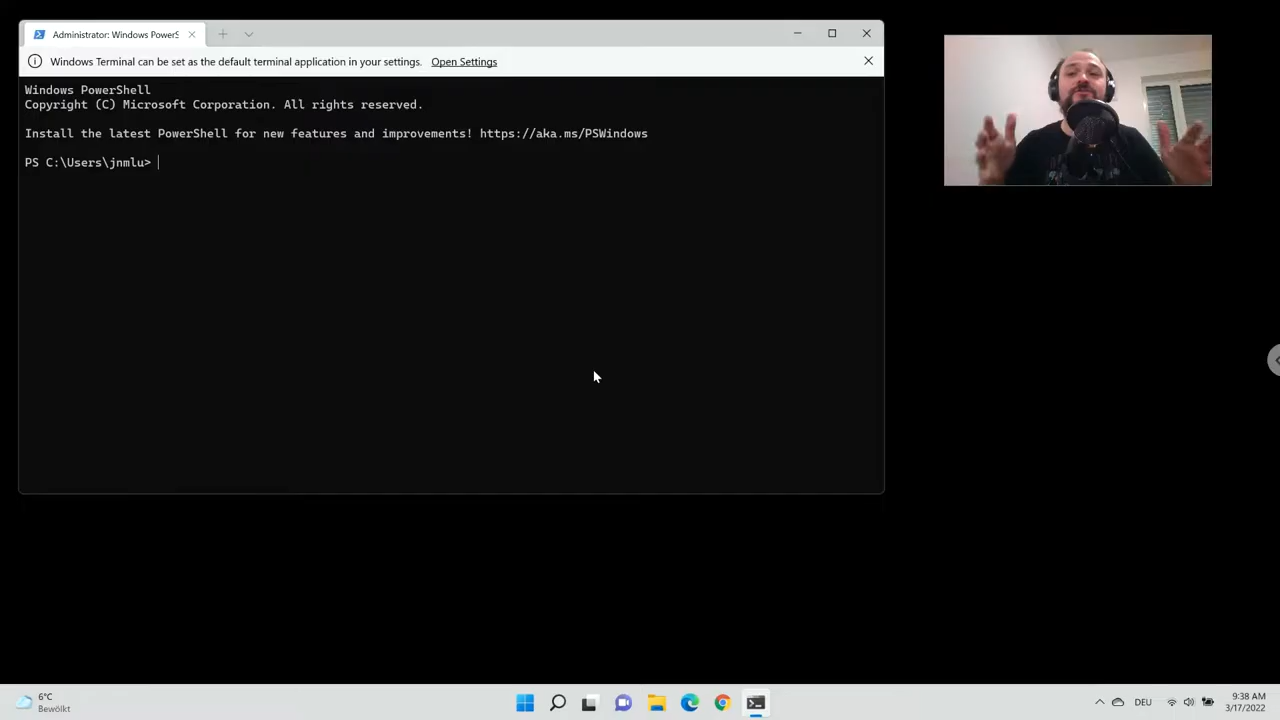 Administrator: Windows PowerS
Windows Terminal can be set as the default terminal application in your settings. Open Settings
Windows PowerShell
Copyright (C) Microsoft Corporation. All rights reserved.
Install the latest PowerShell for new features and improvements! https://aka.ms/PSWindows
PS C:\Users\jnmlu>
6°C
Bewölkt
DEU
9:38 AM
3/17/2022